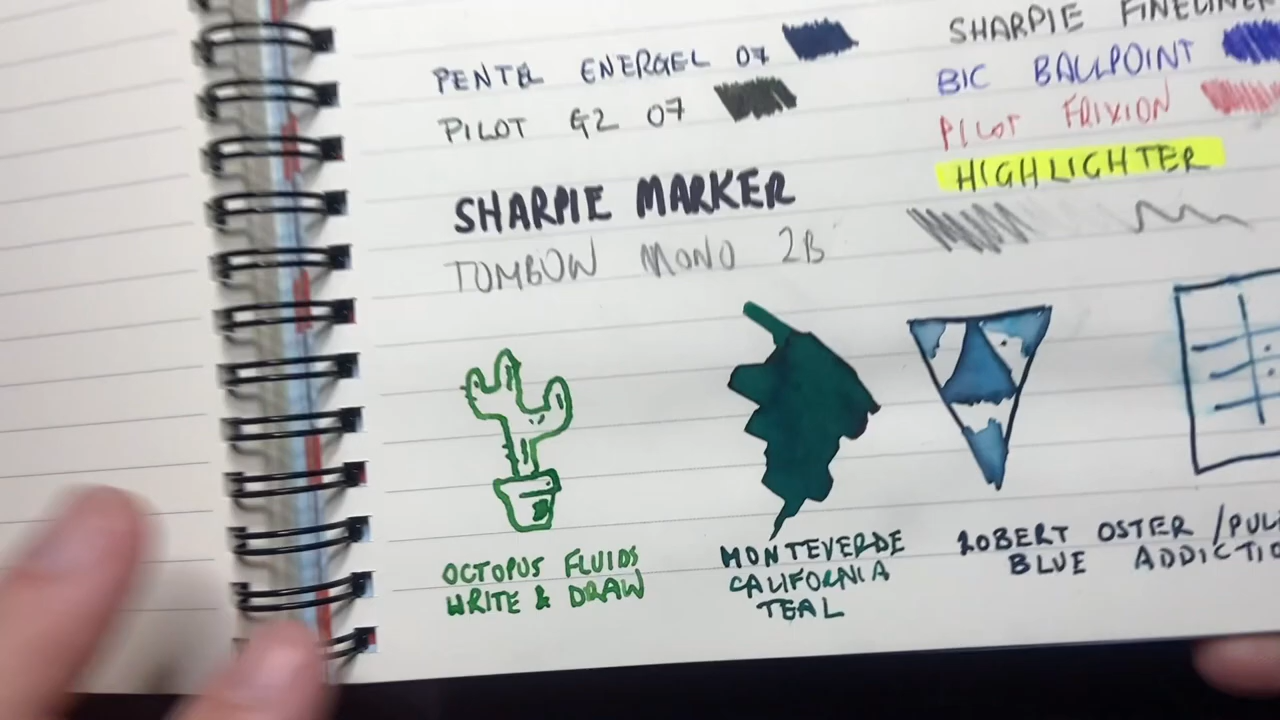 PENTEL ENERGEL 07
PILOT G2 07
SHARPIE MARKER
TOMBOW MONO 2B
SHARPIE FINELINER
BIC BALLPOINT
PILOT FRIXION
HIGHLIGHTER
OCTOPUS FLUIDS
WRITE & DRAW
MONTEVERDE
CALIFORNIA
TEAL
ROBERT OSTER /
BLUE